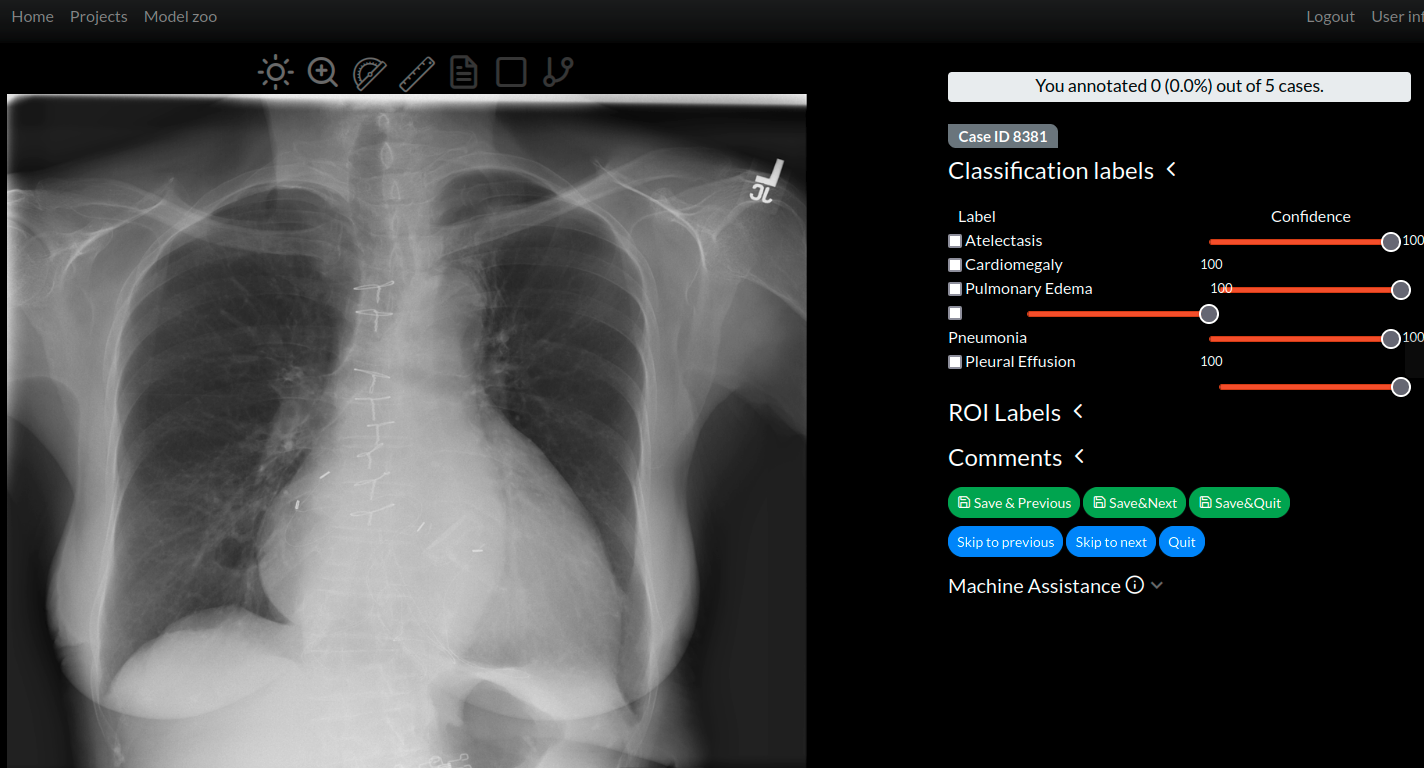 Home Projects Model zoo Logout
You annotated 0 (0.0%) out of 5 cases.
Case ID 8381
Classification labels
Label Confidence
Atelectasis 100
Cardiomegaly 100
Pulmonary Edema 100
Pneumonia 100
Pleural Effusion 100
ROI Labels
Comments
Save & Previous Save&Next Save&Quit
Skip to previous Skip to next Quit
Machine Assistance
L
JC